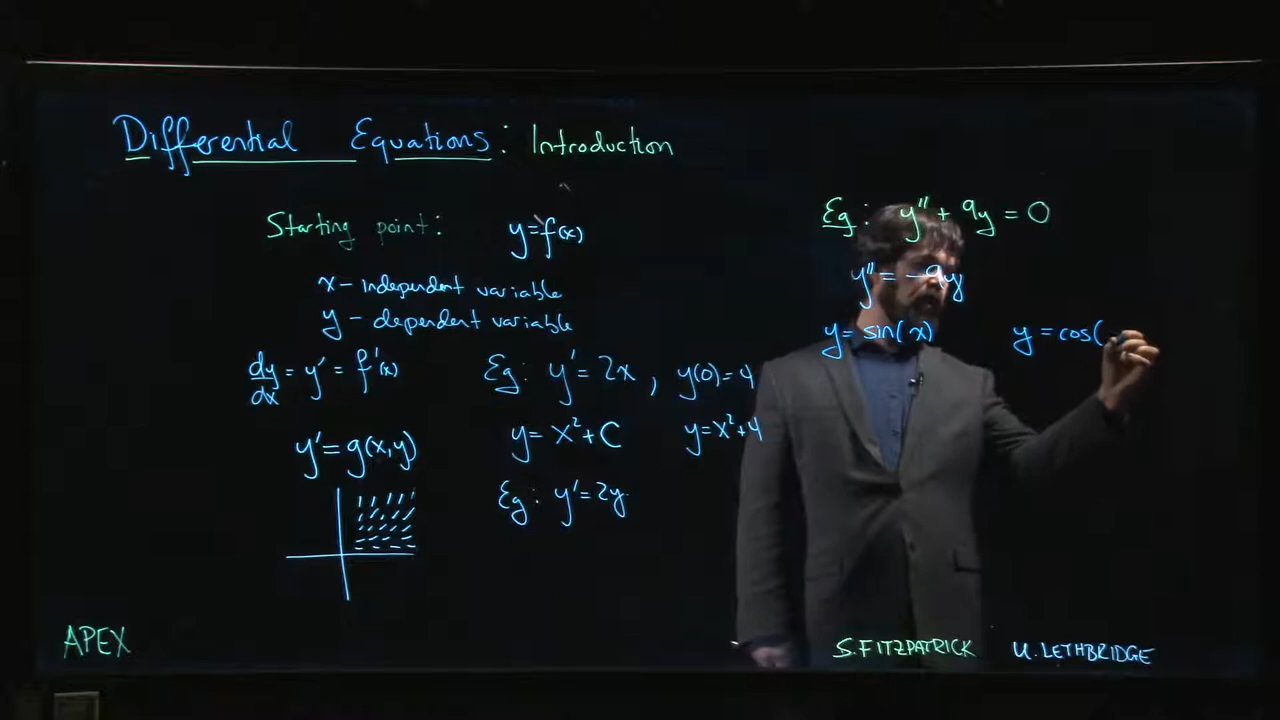 Differential Equations: Introduction
Starting point: y=f(x)
x - independent variable
y - dependent variable
dy/dx = y' = f'(x)
y' = g(x,y)
Eg: y' = 2x, y(0)=4
y = x²+C y=x²+4
Eg: y'=2y
Eg: y'' + 9y = 0
y'' = -9y
y = sin( x) y = cos(
APEX
S.FITZPATRICK U.LETHBRIDGE